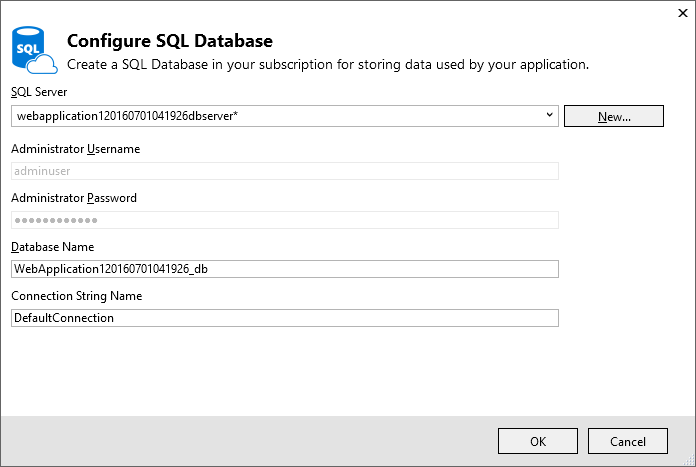 SQL
Configure SQL Database
Create a SQL Database in your subscription for storing data used by your application.
SQL Server
webapplication120160701041926dbserver*
New...
Administrator Username
adminuser
Administrator Password
●●●●●●●●●●●●
Database Name
WebApplication120160701041926_db
Connection String Name
DefaultConnection
OK
Cancel